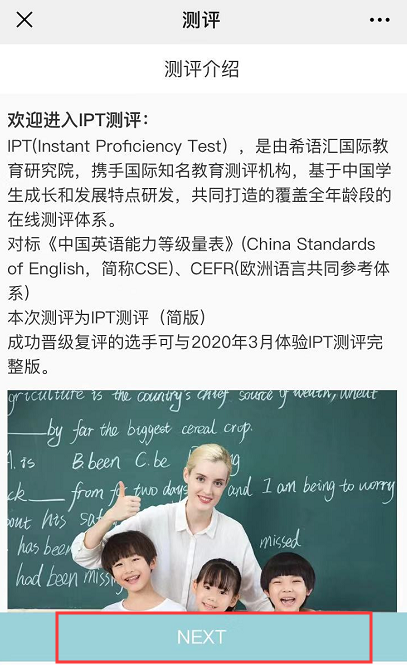 测评
测评介绍
欢迎进入IPT测评：
IPT(Instant Proficiency Test），是由希语汇国际教
育研究院，携手国际知名教育测评机构，基于中国学
生成长和发展特点研发，共同打造的覆盖全年龄段的
在线测评体系。
对标《中国英语能力等级量表》(China Standards
of English，简称CSE)、CEFR(欧洲语言共同参考体
系)
本次测评为IPT测评（简版）
成功晋级复评的选手可与2020年3月体验IPT测评完
整版。
griculture is the country's chief source of wealth, wheat
____by far the biggest cereal crop.
A. is B.been C.be
ck____ from f two days and I am being to worry
out his
has been missed
had been missing
NEXT